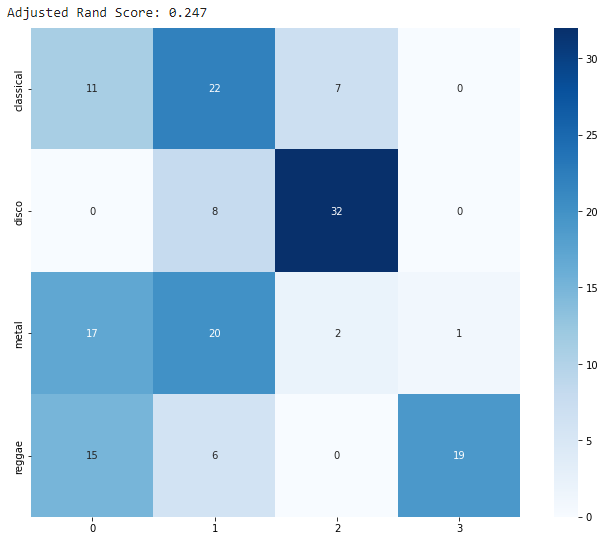 Adjusted Rand Score: 0.247
classical 11 22 7 0
disco 0 8 32 0
metal 17 20 2 1
reggae 15 6 0 19
0 1 2 3
30
25
20
15
10
5
0